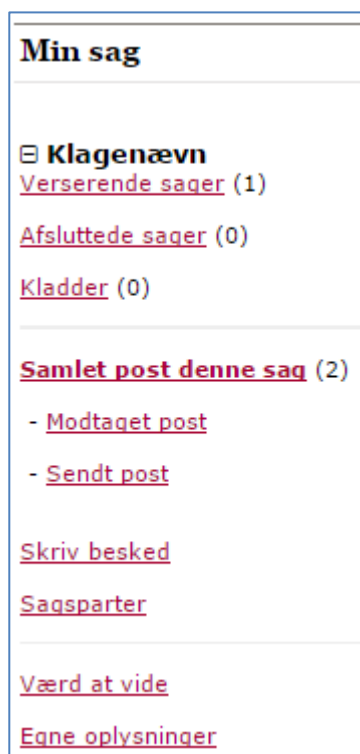 Min sag
Klagenævn
Verserende sager (1)
Afsluttede sager (0)
Kladder (0)
Samlet post denne sag (2)
- Modtaget post
- Sendt post
Skriv besked
Sagsparter
Værd at vide
Egne oplysninger